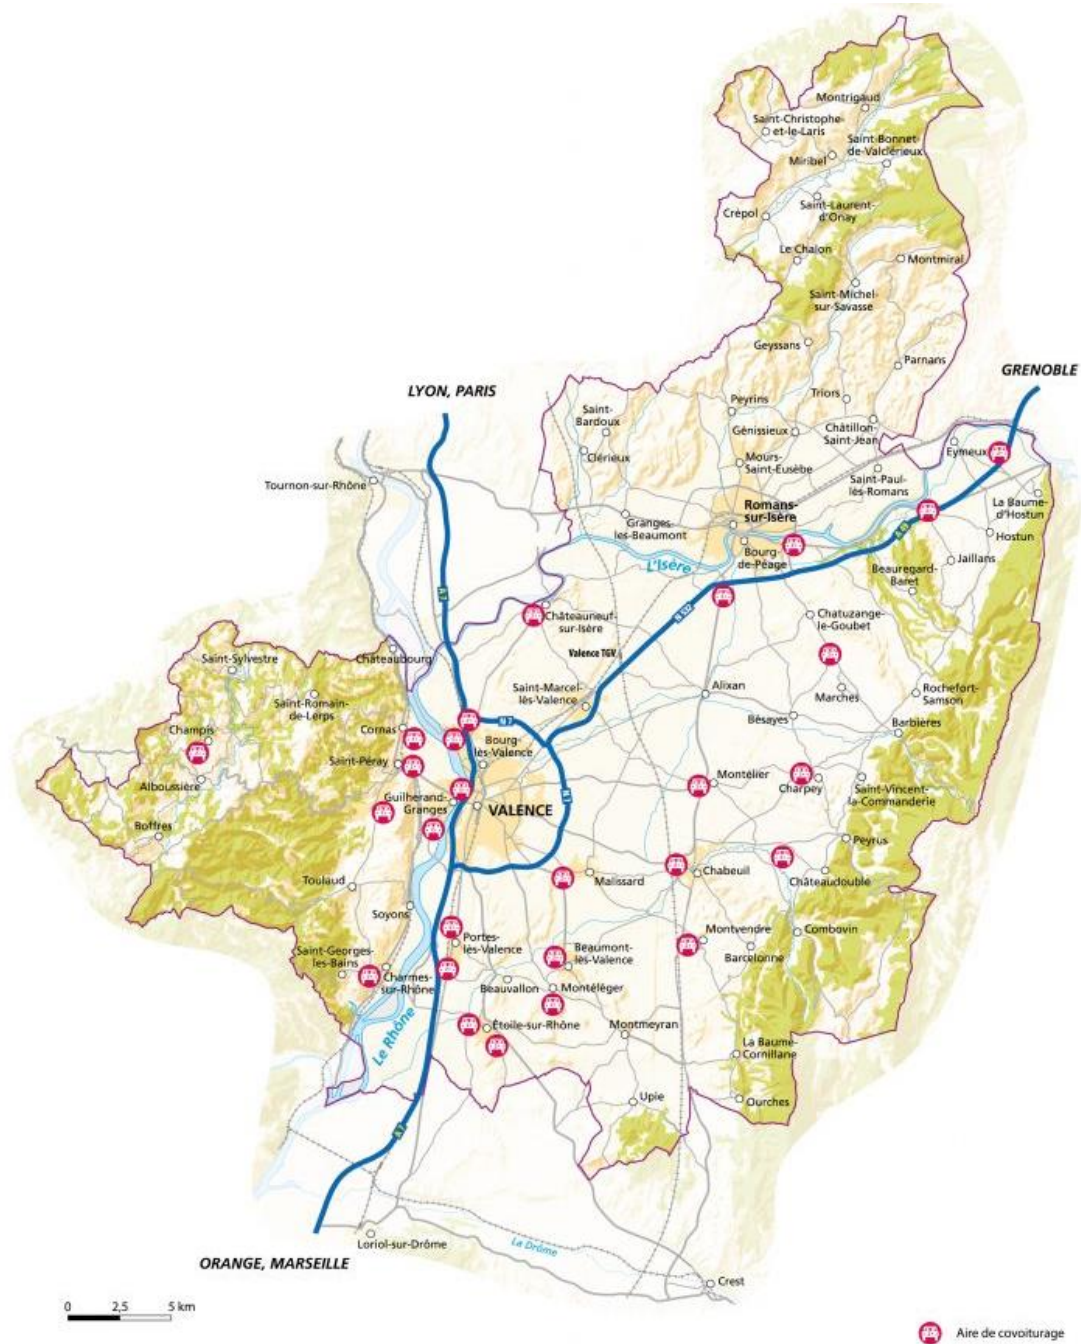 Montrigaud
Saint-Christophe-
et-le-Laris
Saint-Bonnet-
de-Valclérieux
Miribel
Saint-Laurent-
d'Onay
Crépol
Le Chalon
Montmiral
Saint-Michel-
sur-Savasse
Geyssans
Parnans
GRENOBLE
LYON, PARIS
Peyrins
Triors
Saint-
Bardoux
Génissieux
Châtillon-
Saint-Jean
Clérieux
Mours-
Saint-Eusèbe
Eymeux
Saint-Paul-
lès-Romans
Tournon-sur-Rhône
La Baume-
d'Hostun
Romans-
sur-Isère
Granges-
les-Beaumont
Hostun
A 49
Bourg-
de-Péage
L'Isère
Jaillans
Beauregard-
Baret
A 7
N 532
Châteauneuf-
sur-Isère
Chatuzange-
le-Goubet
Châteaubourg
Valence TGV
Saint-Sylvestre
Saint-Marcel-
lès-Valence
Alixan
Marches
Rochefort-
Samson
Saint-Romain-
de-Lerps
Bésayes
Barbières
N 7
Cornas
Champis
Bourg-
lès-Valence
Saint-Péray
Alboussière
Montélier
Charpey
Saint-Vincent-
la-Commanderie
Guilherand-
Granges
VALENCE
N 7
Boffres
Peyrus
Toulaud
Malissard
Chabeuil
Châteaudouble
Soyons
Portes-
lès-Valence
Montvendre
Combovin
Saint-Georges-
les-Bains
Beaumont-
lès-Valence
Barcelonne
Charmes-
sur-Rhône
Beauvallon
Montéléger
Étoile-sur-Rhône
Montmeyran
Le Rhône
La Baume-
Cornillane
Upie
Ourches
A 7
Loriol-sur-Drôme
La Drôme
ORANGE, MARSEILLE
Crest
0 2,5 5 km
Aire de covoiturage